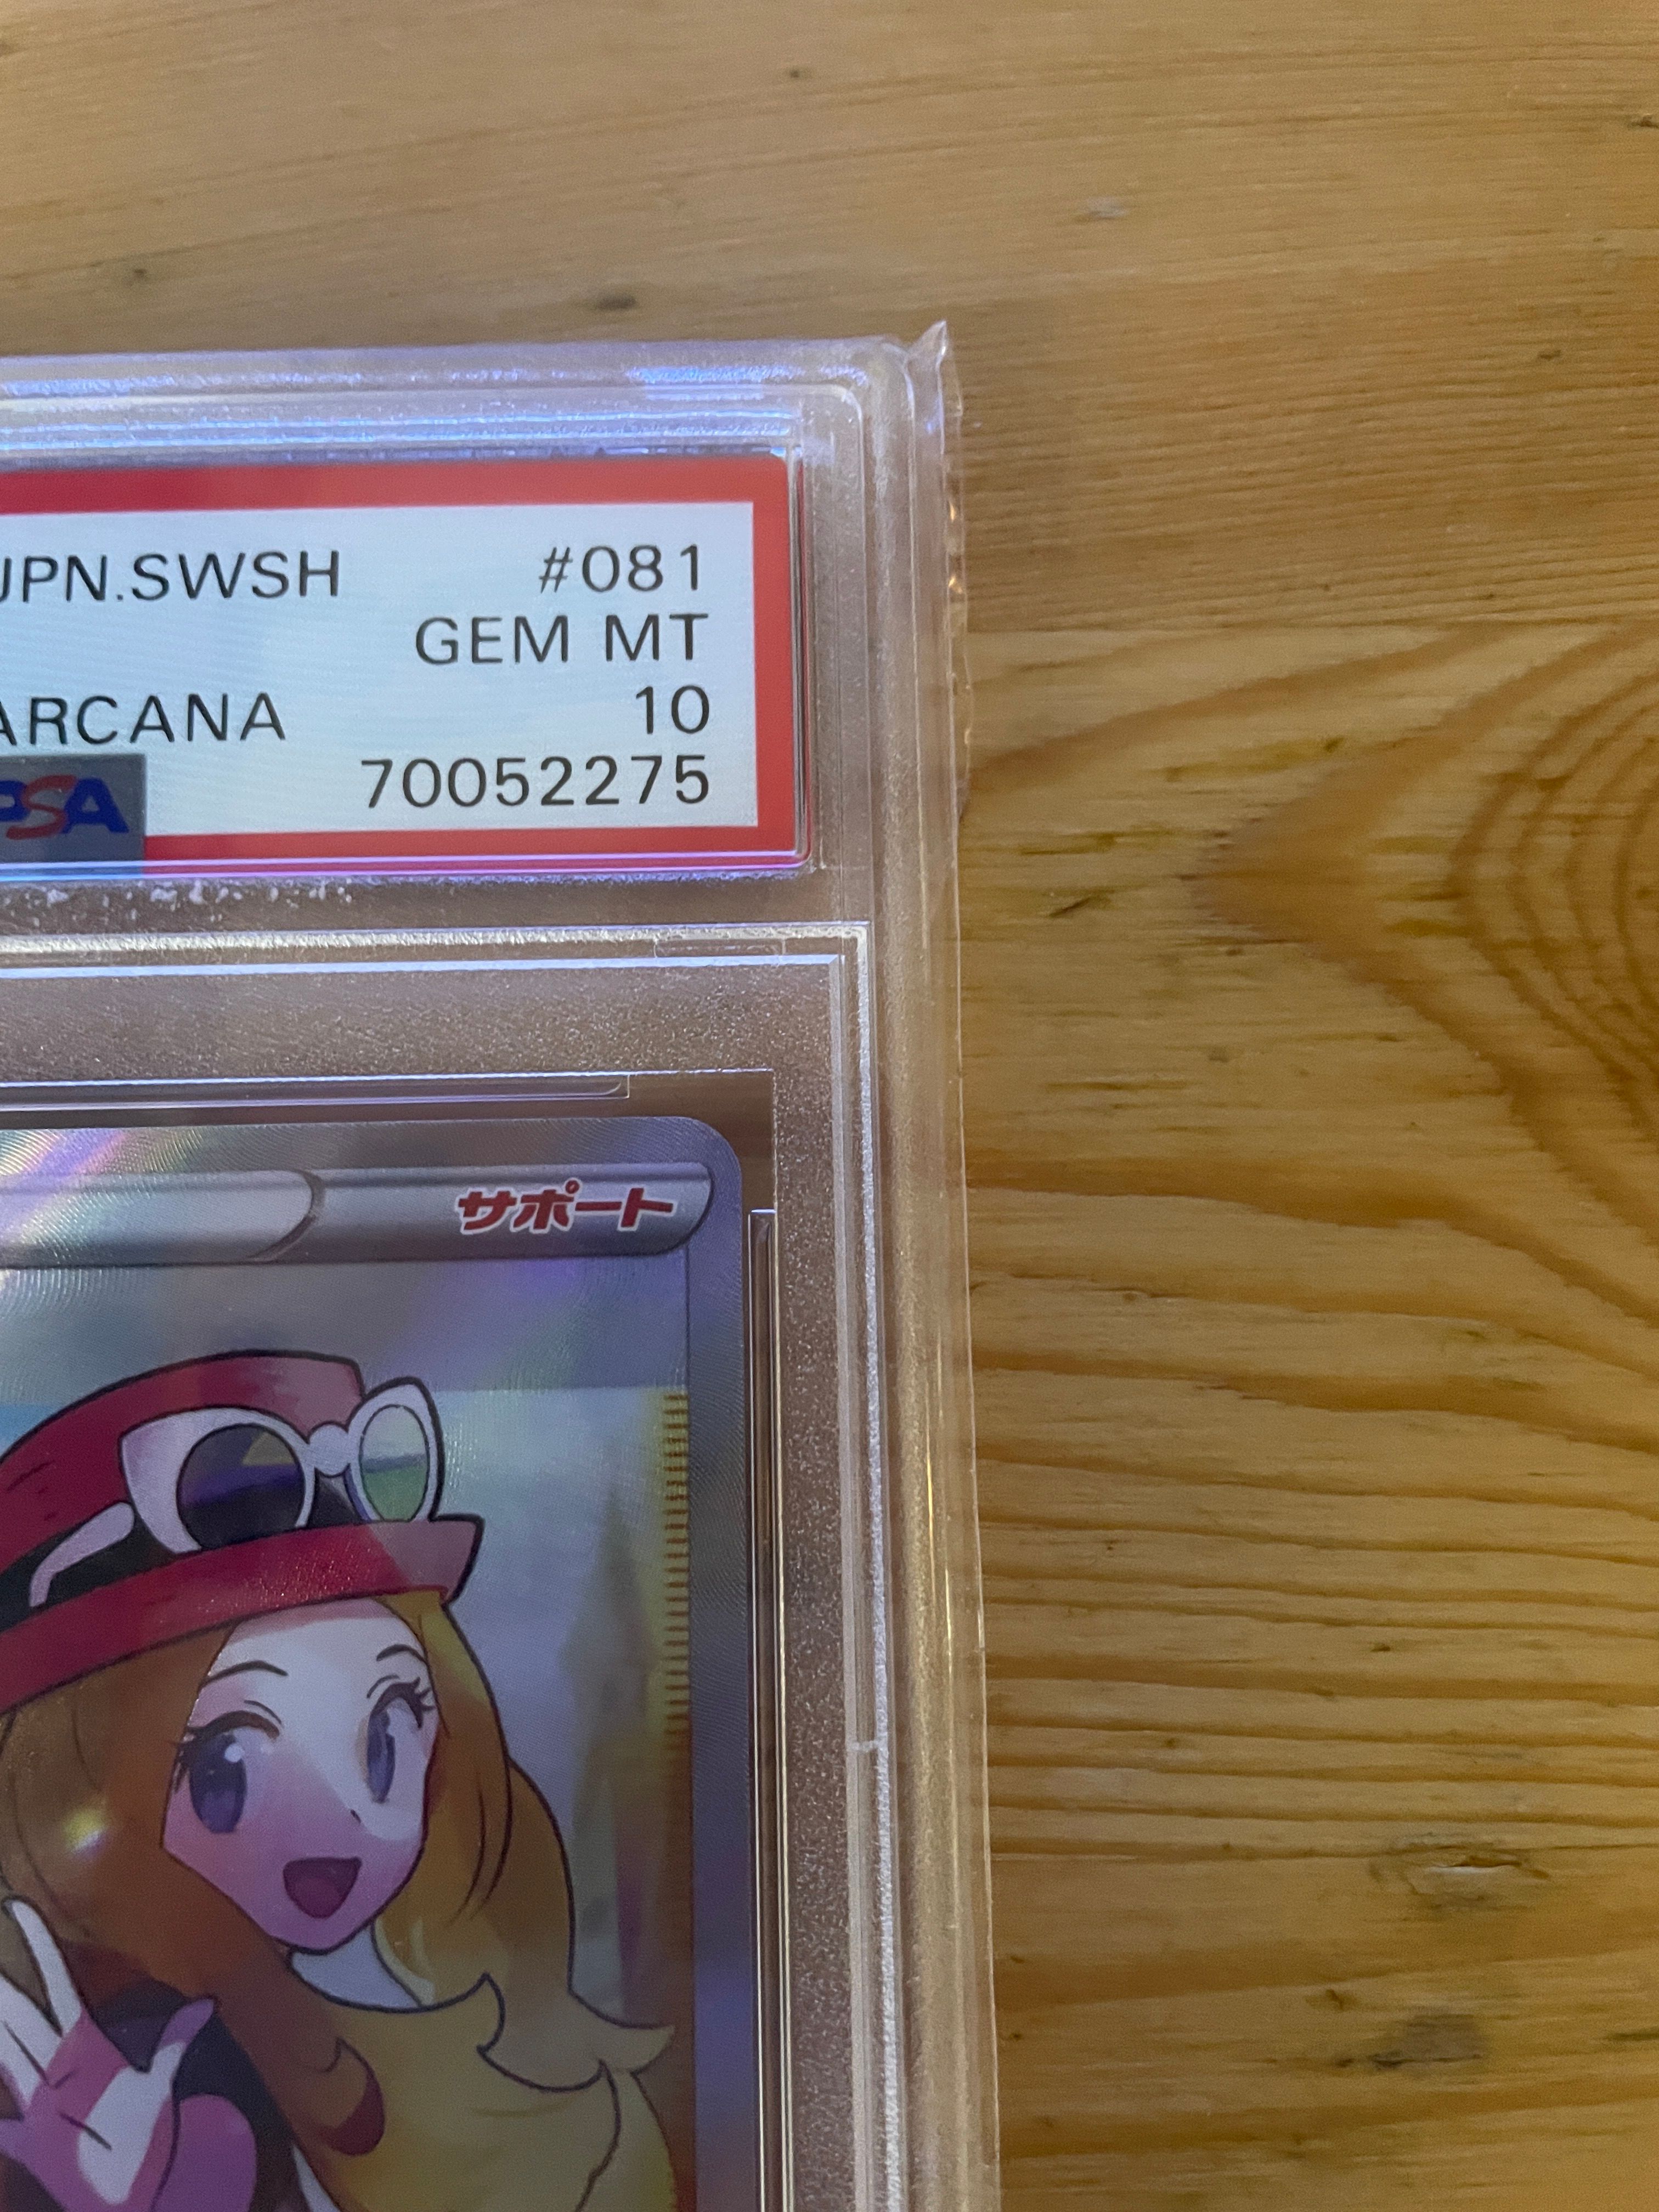 JPN.SWSH #081
GEM MT
ARCANA 10
PSA 70052275
サポート